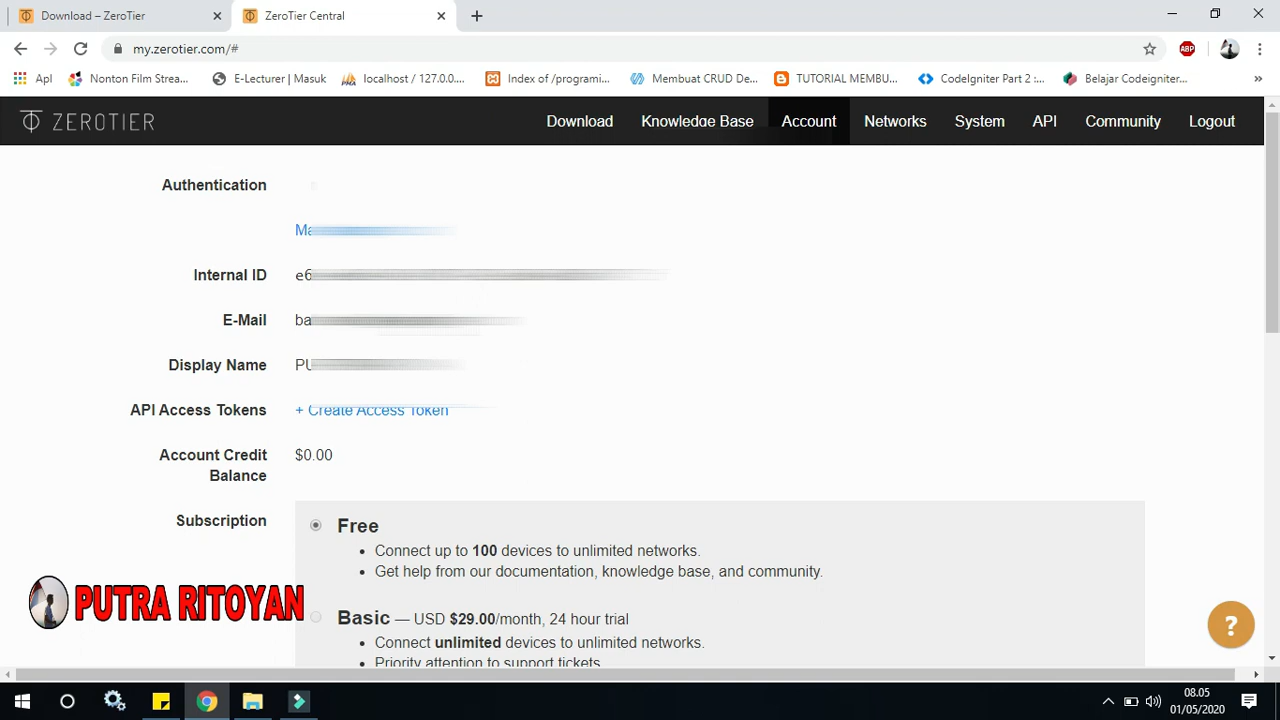 Download – ZeroTier
ZeroTier Central
my.zerotier.com/#
ABP
Apl
Nonton Film Strea...
E-Lecturer | Masuk
localhost / 127.0.0....
Index of /programi...
Membuat CRUD De...
TUTORIAL MEMBU...
CodeIgniter Part 2 :...
Belajar Codeigniter...
»
ZEROTIER
Download
Knowledge Base
Account
Networks
System
API
Community
Logout
Authentication
Internal ID
e6
E-Mail
ba
Display Name
PU
API Access Tokens
+ Create Access Token
Account Credit
Balance
$0.00
Subscription
Free
• Connect up to 100 devices to unlimited networks.
• Get help from our documentation, knowledge base, and community.
Basic — USD $29.00/month, 24 hour trial
• Connect unlimited devices to unlimited networks.
• Priority attention to support tickets
PUTRA RITOYAN
?
08.05
01/05/2020